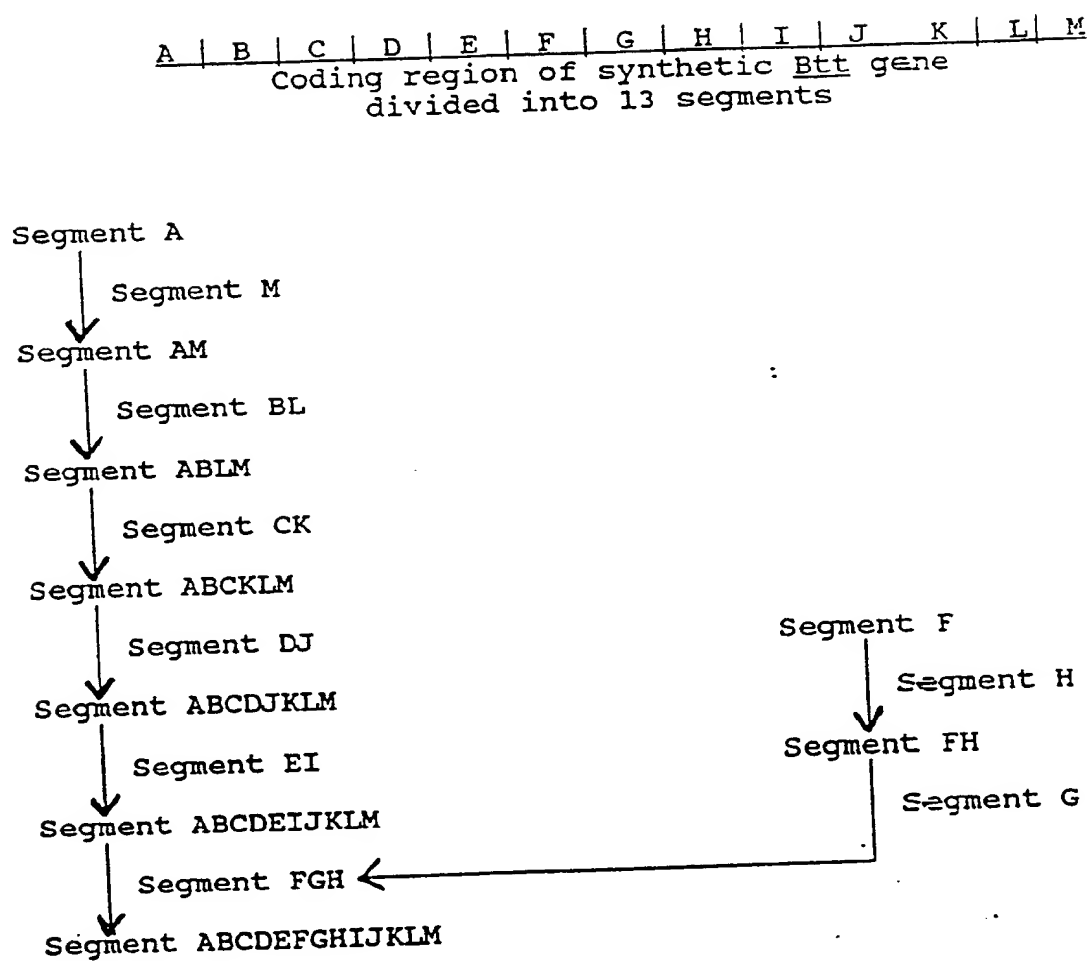 A | B | C | D | E | F | G | H | I | J K | L | M
Coding region of synthetic Btt gene
divided into 13 segments
Segment A
Segment M
Segment AM
Segment BL
Segment ABLM
Segment CK
Segment ABCKLM
Segment DJ
Segment ABCDJKLM
Segment EI
Segment ABCDEIJKLM
Segment FGH
Segment ABCDEFGHIJKLM
Segment F
Segment H
Segment FH
Segment G